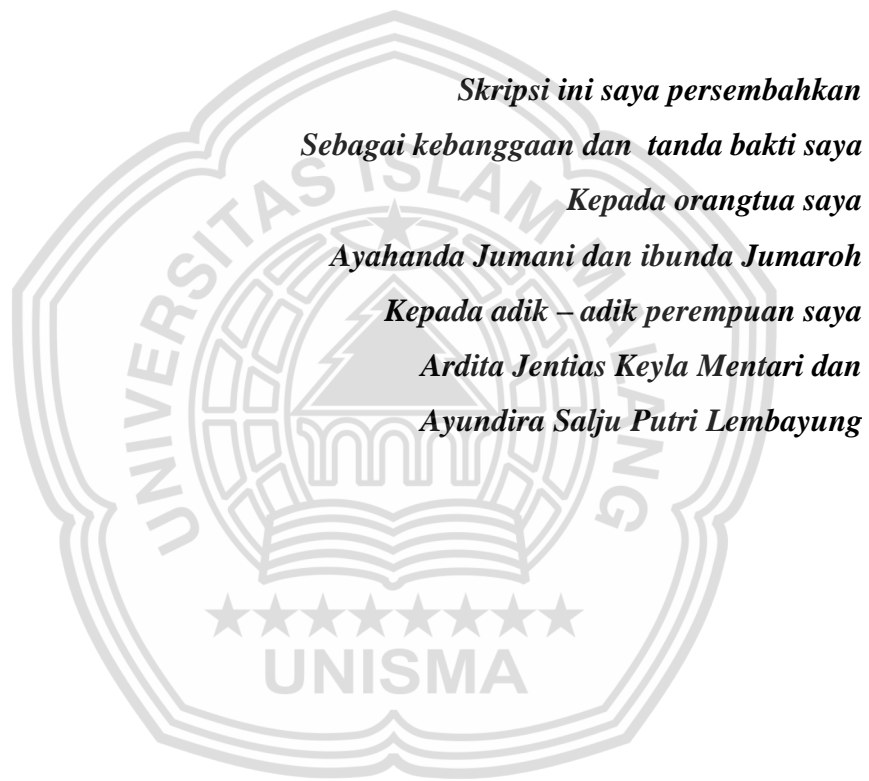 Skripsi ini saya persembahkan
Sebagai kebanggaan dan  tanda bakti saya
Kepada orangtua saya
Ayahanda Jumani dan ibunda Jumaroh
Kepada adik – adik perempuan saya
Ardita Jentias Keyla Mentari dan
Ayundira Salju Putri Lembayung
UNIVERSITAS ISLAM MALANG
UNISMA